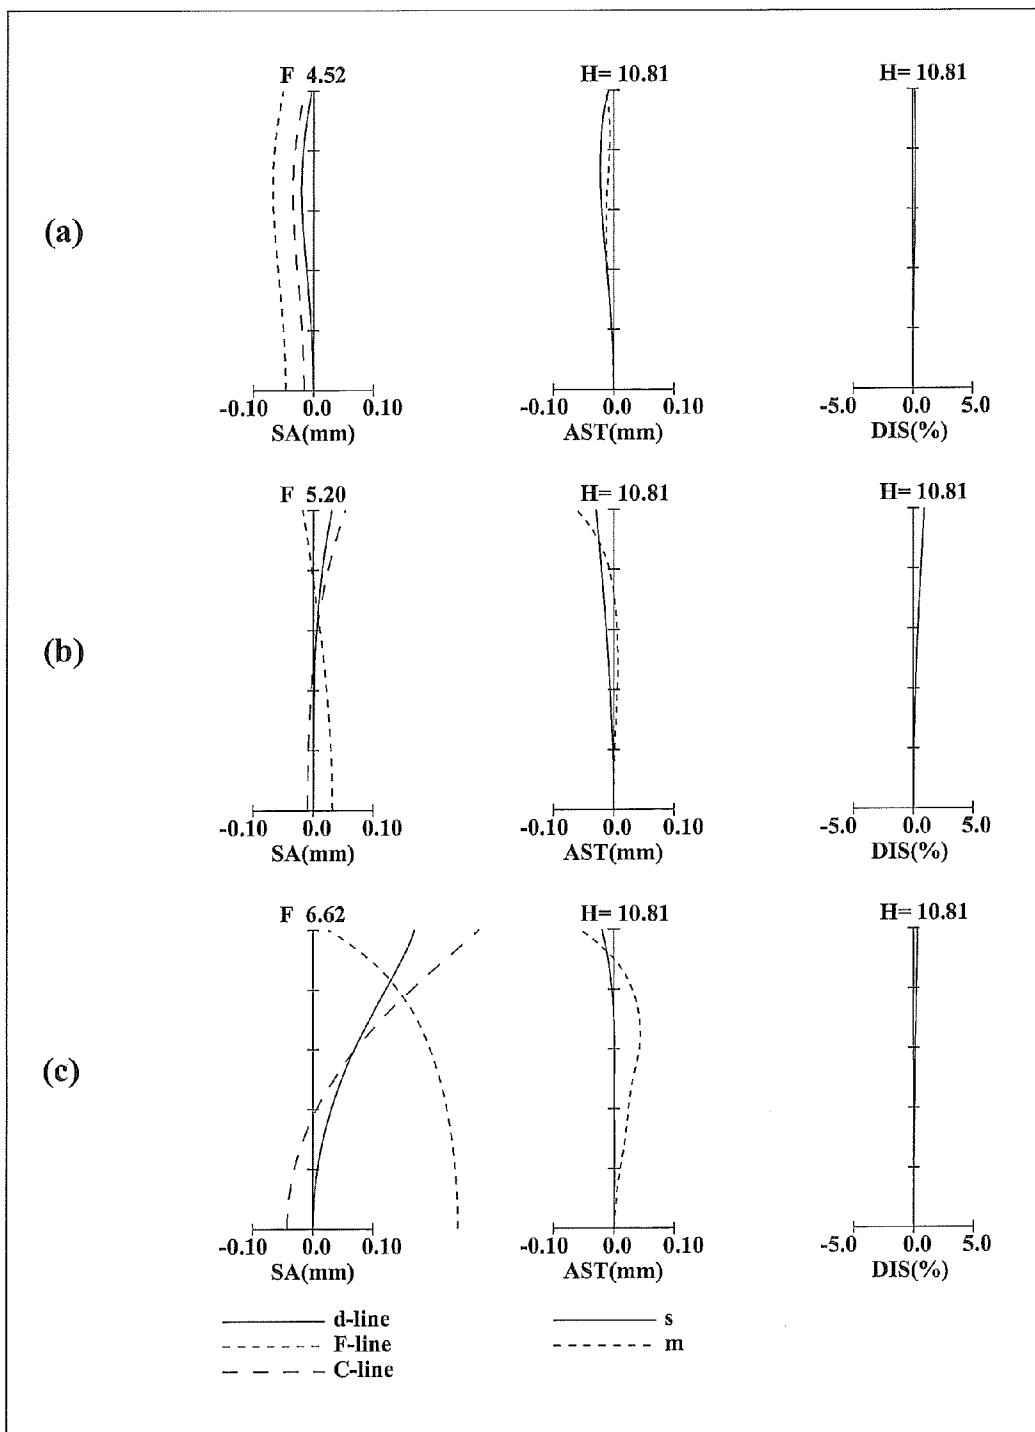 F 4.52 H= 10.81 H= 10.81
(a)
-0.10 0.0 0.10 -0.10 0.0 0.10 -5.0 0.0 5.0
SA(mm) AST(mm) DIS(%)
F 5.20 H= 10.81 H= 10.81
(b)
-0.10 0.0 0.10 -0.10 0.0 0.10 -5.0 0.0 5.0
SA(mm) AST(mm) DIS(%)
F 6.62 H= 10.81 H= 10.81
(c)
-0.10 0.0 0.10 -0.10 0.0 0.10 -5.0 0.0 5.0
SA(mm) AST(mm) DIS(%)
d-line s
F-line m
C-line